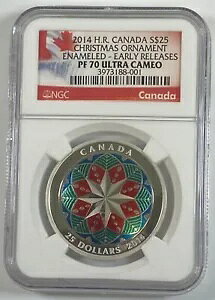 2014 H.R. CANADA S$25
CHRISTMAS ORNAMENT
ENAMELED - EARLY RELEASES
PF 70 ULTRA CAMEO
3973188-001
NGC
Canada
CANADA
25 DOLLARS 2014